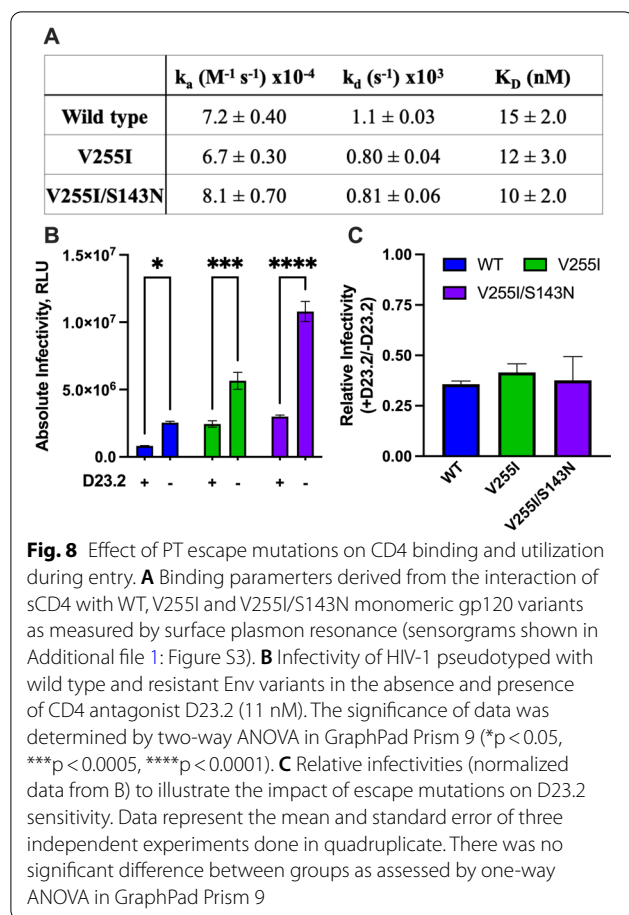 A
k_a (M⁻¹ s⁻¹) x10⁻⁴ k_d (s⁻¹) x10³ K_D (nM)
Wild type 7.2 ± 0.40 1.1 ± 0.03 15 ± 2.0
V255I 6.7 ± 0.30 0.80 ± 0.04 12 ± 3.0
V255I/S143N 8.1 ± 0.70 0.81 ± 0.06 10 ± 2.0
B
Absolute Infectivity, RLU
1.5×10⁷
1.0×10⁷
5.0×10⁶
0.0
* *** ****
D23.2 + - + - + -
C
Relative Infectivity
(+D23.2/-D23.2)
1.00
0.75
0.50
0.25
0.00
WT V255I
V255I/S143N
WT
V255I
V255I/S143N
Fig. 8 Effect of PT escape mutations on CD4 binding and utilization
during entry. A Binding paramerters derived from the interaction of
sCD4 with WT, V255I and V255I/S143N monomeric gp120 variants
as measured by surface plasmon resonance (sensorgrams shown in
Additional file 1: Figure S3). B Infectivity of HIV-1 pseudotyped with
wild type and resistant Env variants in the absence and presence
of CD4 antagonist D23.2 (11 nM). The significance of data was
determined by two-way ANOVA in GraphPad Prism 9 (*p < 0.05,
***p < 0.0005, ****p < 0.0001). C Relative infectivities (normalized
data from B) to illustrate the impact of escape mutations on D23.2
sensitivity. Data represent the mean and standard error of three
independent experiments done in quadruplicate. There was no
significant difference between groups as assessed by one-way
ANOVA in GraphPad Prism 9